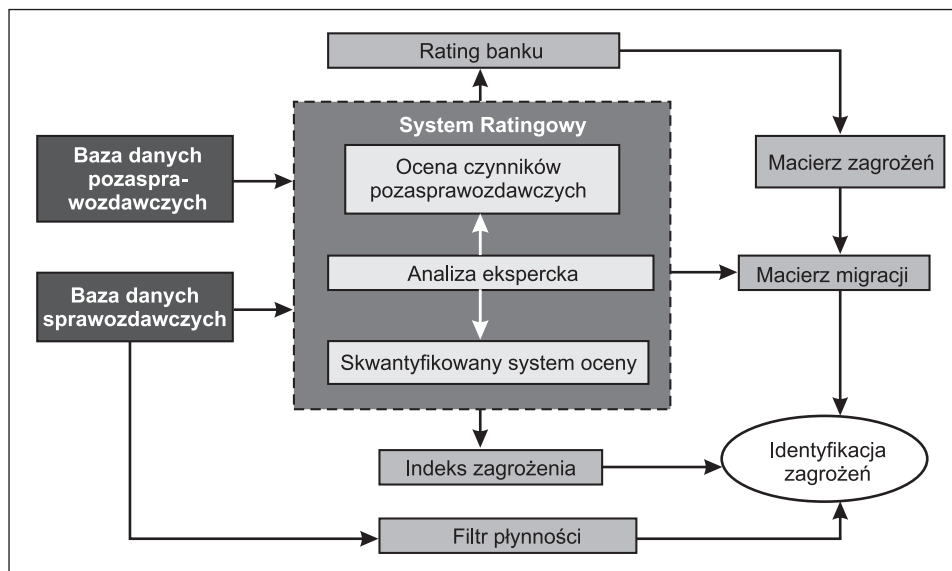 Rating banku
System Ratingowy
Baza danych
pozaspra-
wozdawczych
Ocena czynników
pozasprawozdawczych
Macierz zagrożeń
Analiza ekspercka
Macierz migracji
Baza danych
sprawozdawczych
Skwantyfikowany system oceny
Indeks zagrożenia
Identyfikacja
zagrożeń
Filtr płynności